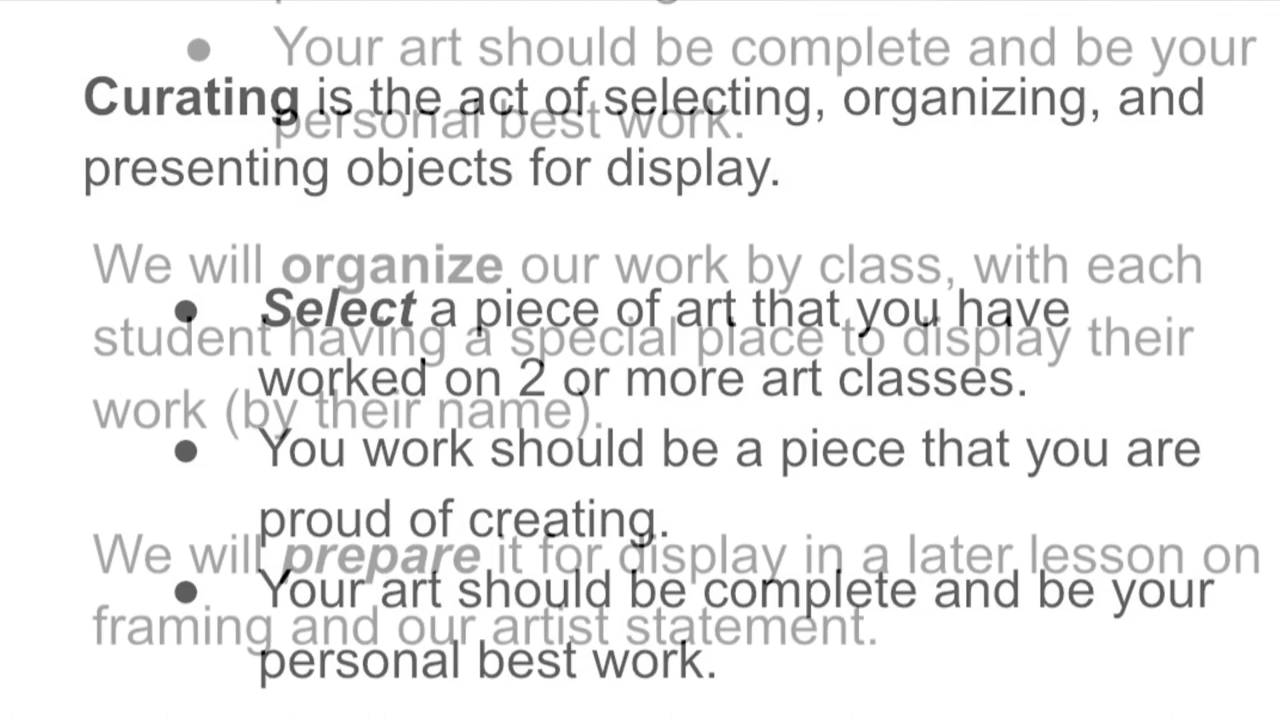 ● Your art should be complete and be your
Curating is the act of selecting, organizing, and
personal best work.
presenting objects for display.
We will organize our work by class, with each
● Select a piece of art that you have
student having a special place to display their
worked on 2 or more art classes.
work (by their name).
● You work should be a piece that you are
proud of creating.
We will prepare it for display in a later lesson on
● Your art should be complete and be your
framing and our artist statement.
personal best work.